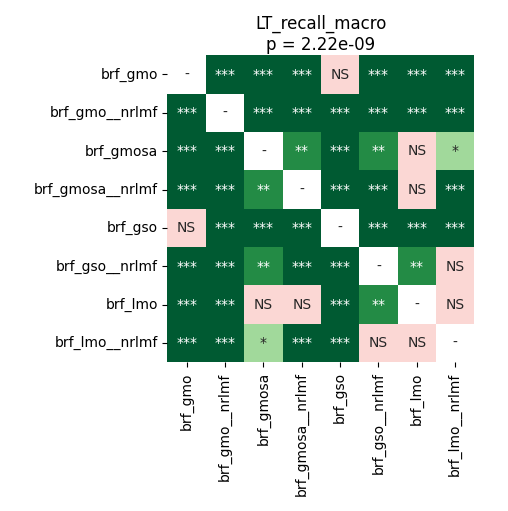 LT_recall_macro
p = 2.22e-09
brf_gmo - *** *** *** NS *** *** ***
brf_gmo__nrlmf *** - *** *** *** *** *** ***
brf_gmosa *** *** - ** *** ** NS *
brf_gmosa__nrlmf *** *** ** - *** *** NS ***
brf_gso NS *** *** *** - *** *** ***
brf_gso__nrlmf *** *** ** *** *** - ** NS
brf_lmo *** *** NS NS *** ** - NS
brf_lmo__nrlmf *** *** * *** *** NS NS -
brf_gmo
brf_gmo__nrlmf
brf_gmosa
brf_gmosa__nrlmf
brf_gso
brf_gso__nrlmf
brf_lmo
brf_lmo__nrlmf